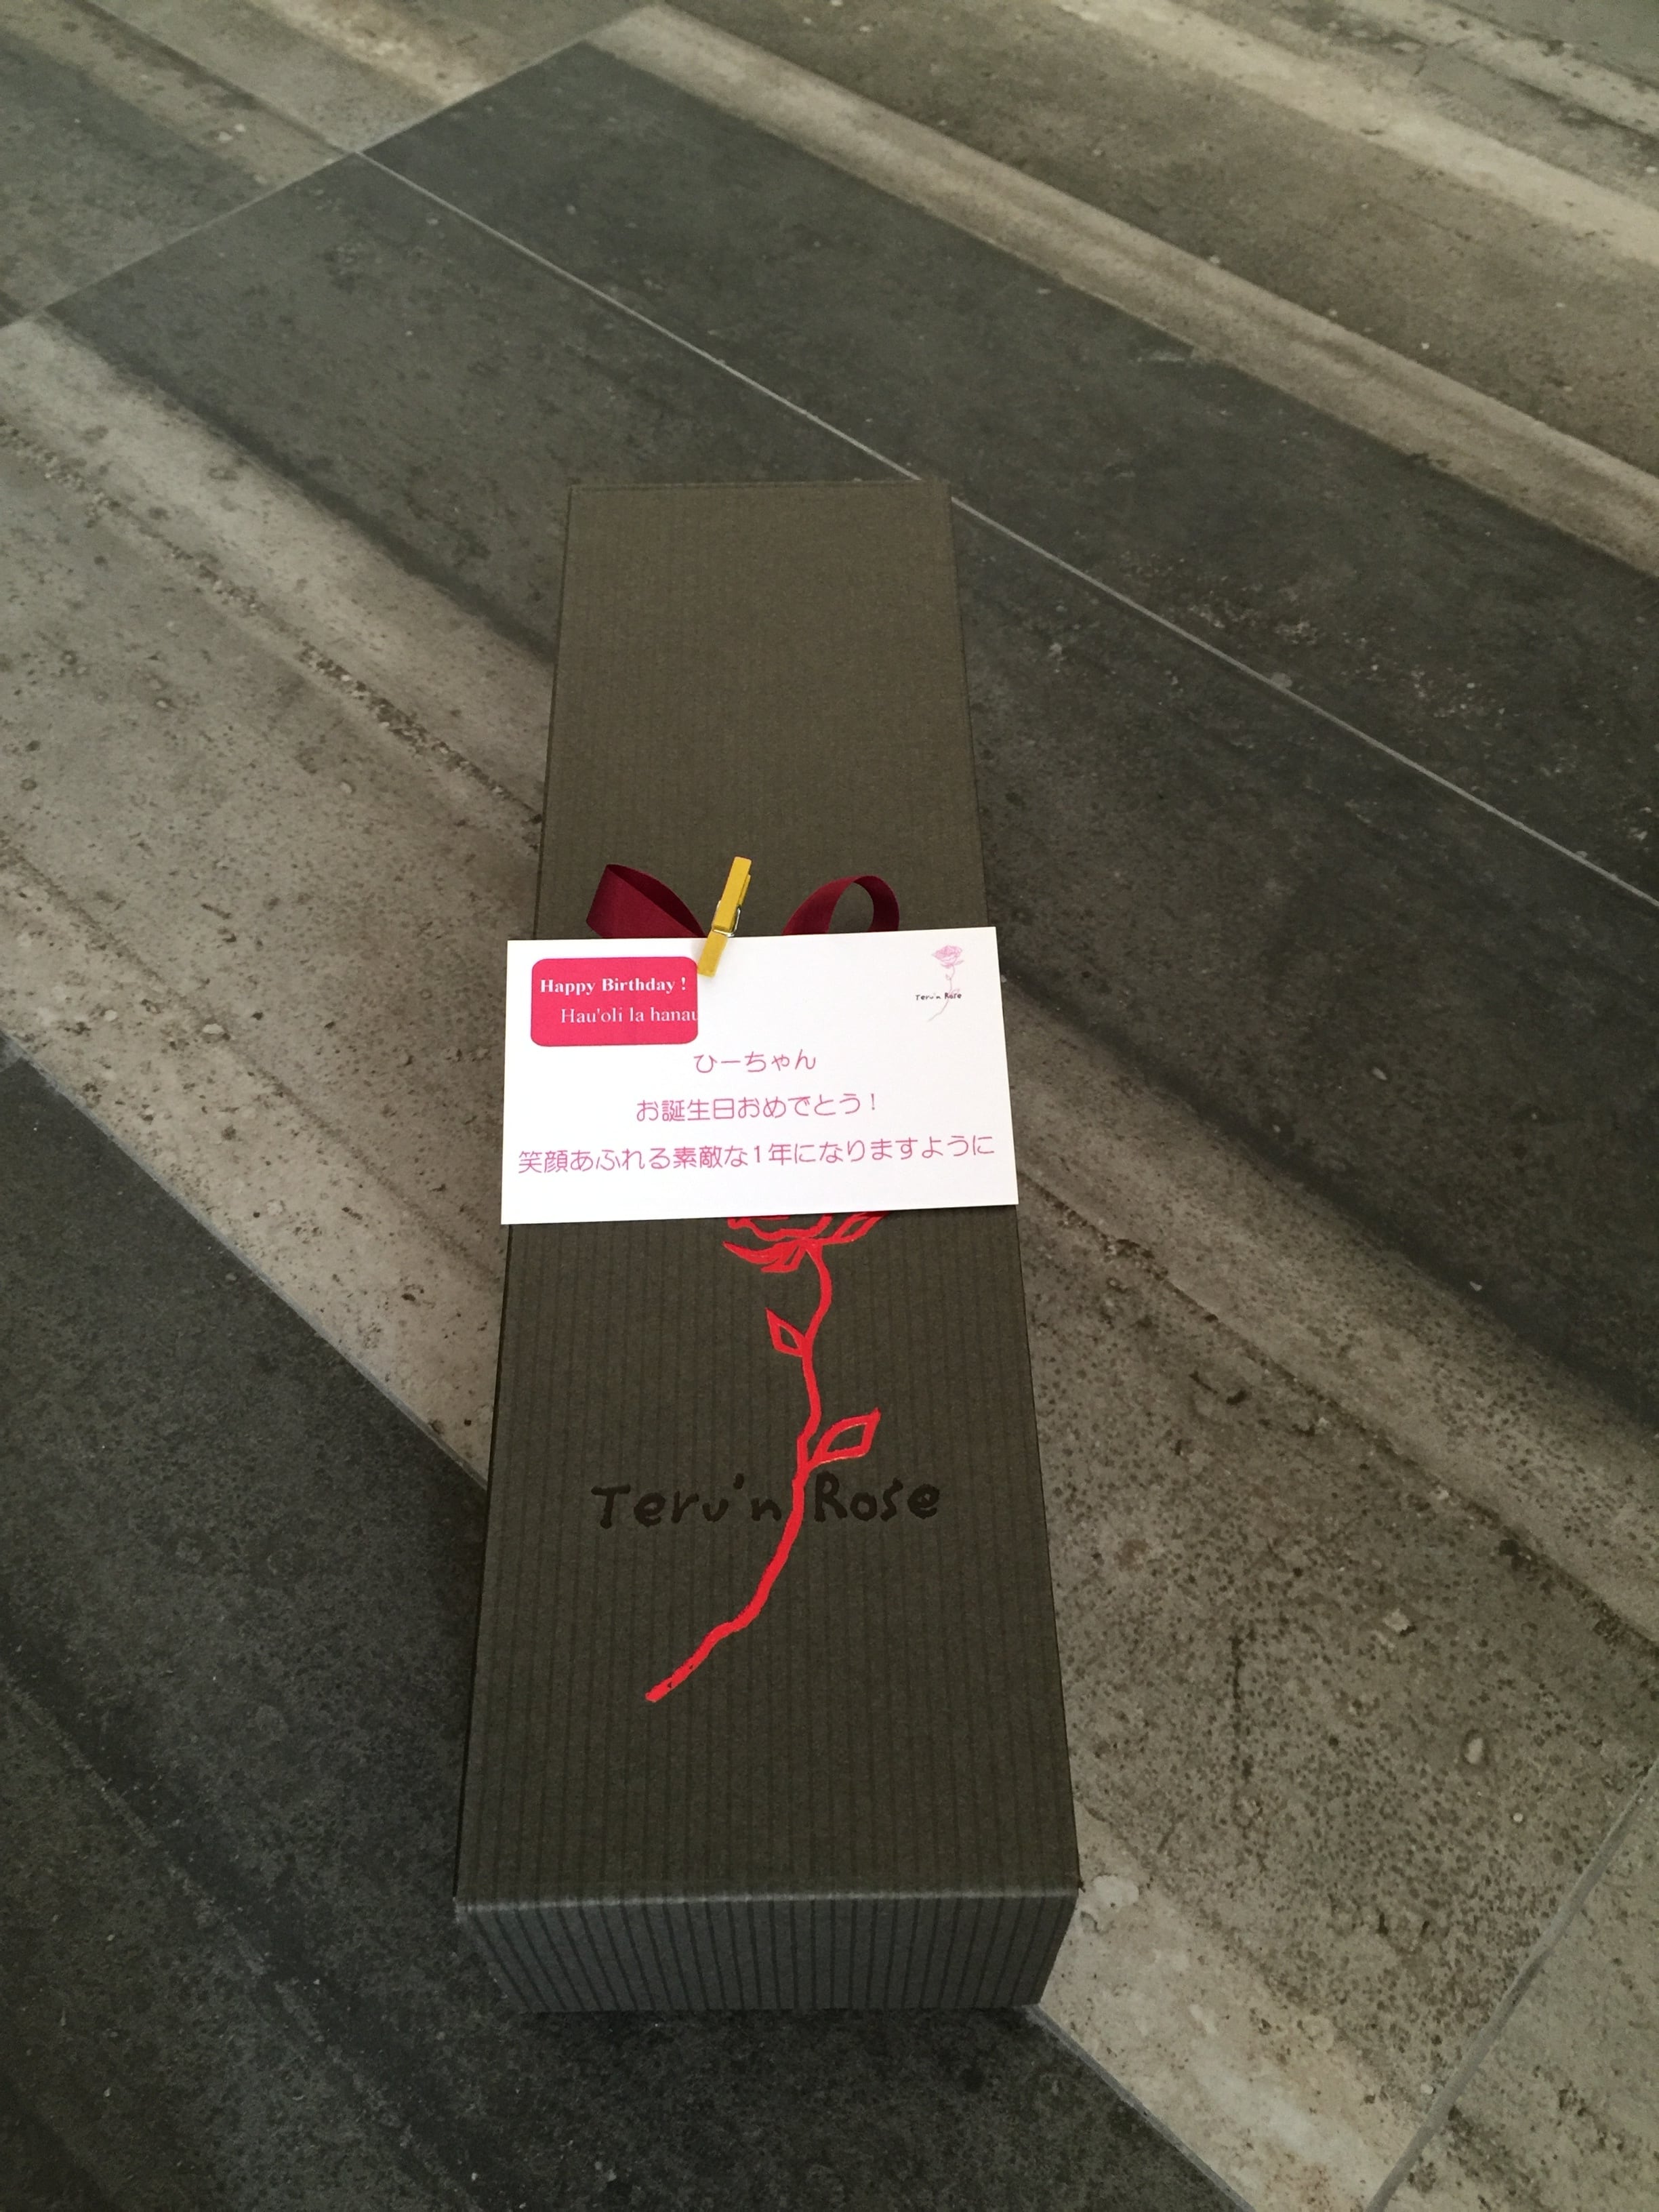 Happy Birthday !
Hau'oli la hanau
Teru'n Rose
ひーちゃん
お誕生日おめでとう！
笑顔あふれる素敵な1年になりますように
Teru'n Rose